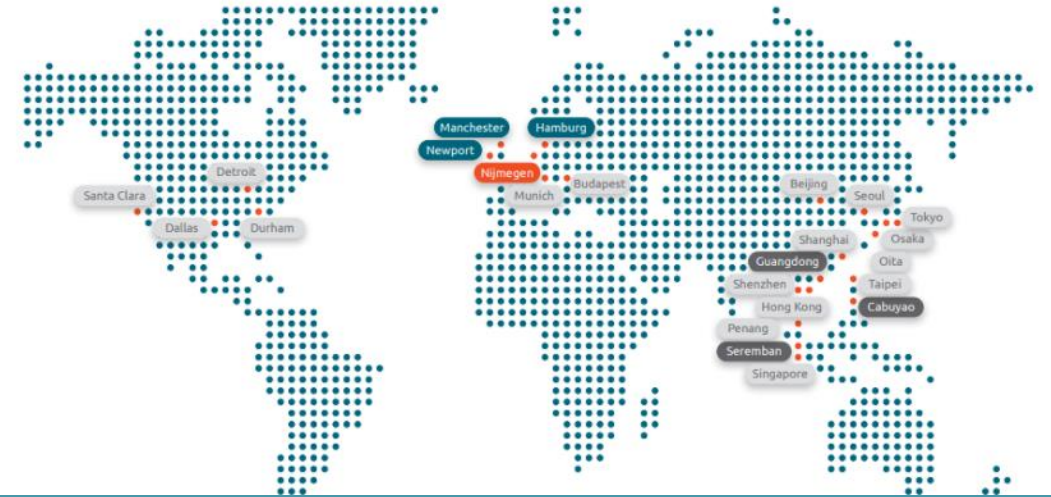 Manchester
Hamburg
Newport
Nijmegen
Detroit
Munich
Budapest
Beijing
Santa Clara
Seoul
Tokyo
Dallas
Durham
Shanghai
Osaka
Guangdong
Oita
Shenzhen
Taipei
Hong Kong
Cabuyao
Penang
Seremban
Singapore